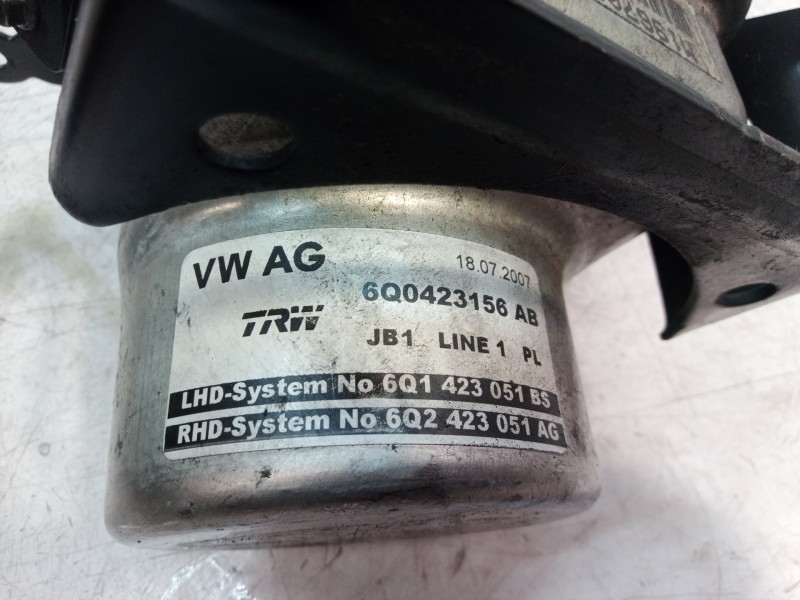 VW AG 18.07.2007
6Q0423156 AB
TRW
JB1 LINE 1 PL
LHD-System No 6Q1 423 051 BS
RHD-System No 6Q2 423 051 AG